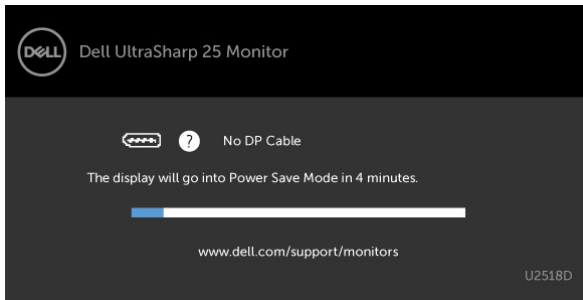 DELL
Dell UltraSharp 25 Monitor
? No DP Cable
The display will go into Power Save Mode in 4 minutes.
www.dell.com/support/monitors
U2518D